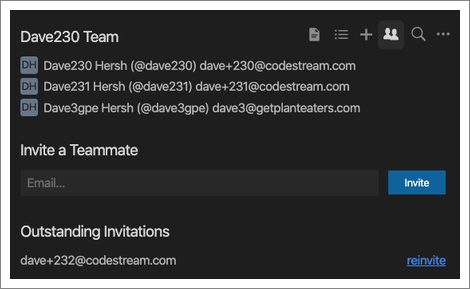 Dave230 Team
DH Dave230 Hersh (@dave230) dave+230@codestream.com
DH Dave231 Hersh (@dave231) dave+231@codestream.com
DH Dave3gpe Hersh (@dave3gpe) dave3@getplanteaters.com
Invite a Teammate
Email...
Invite
Outstanding Invitations
dave+232@codestream.com
reinvite